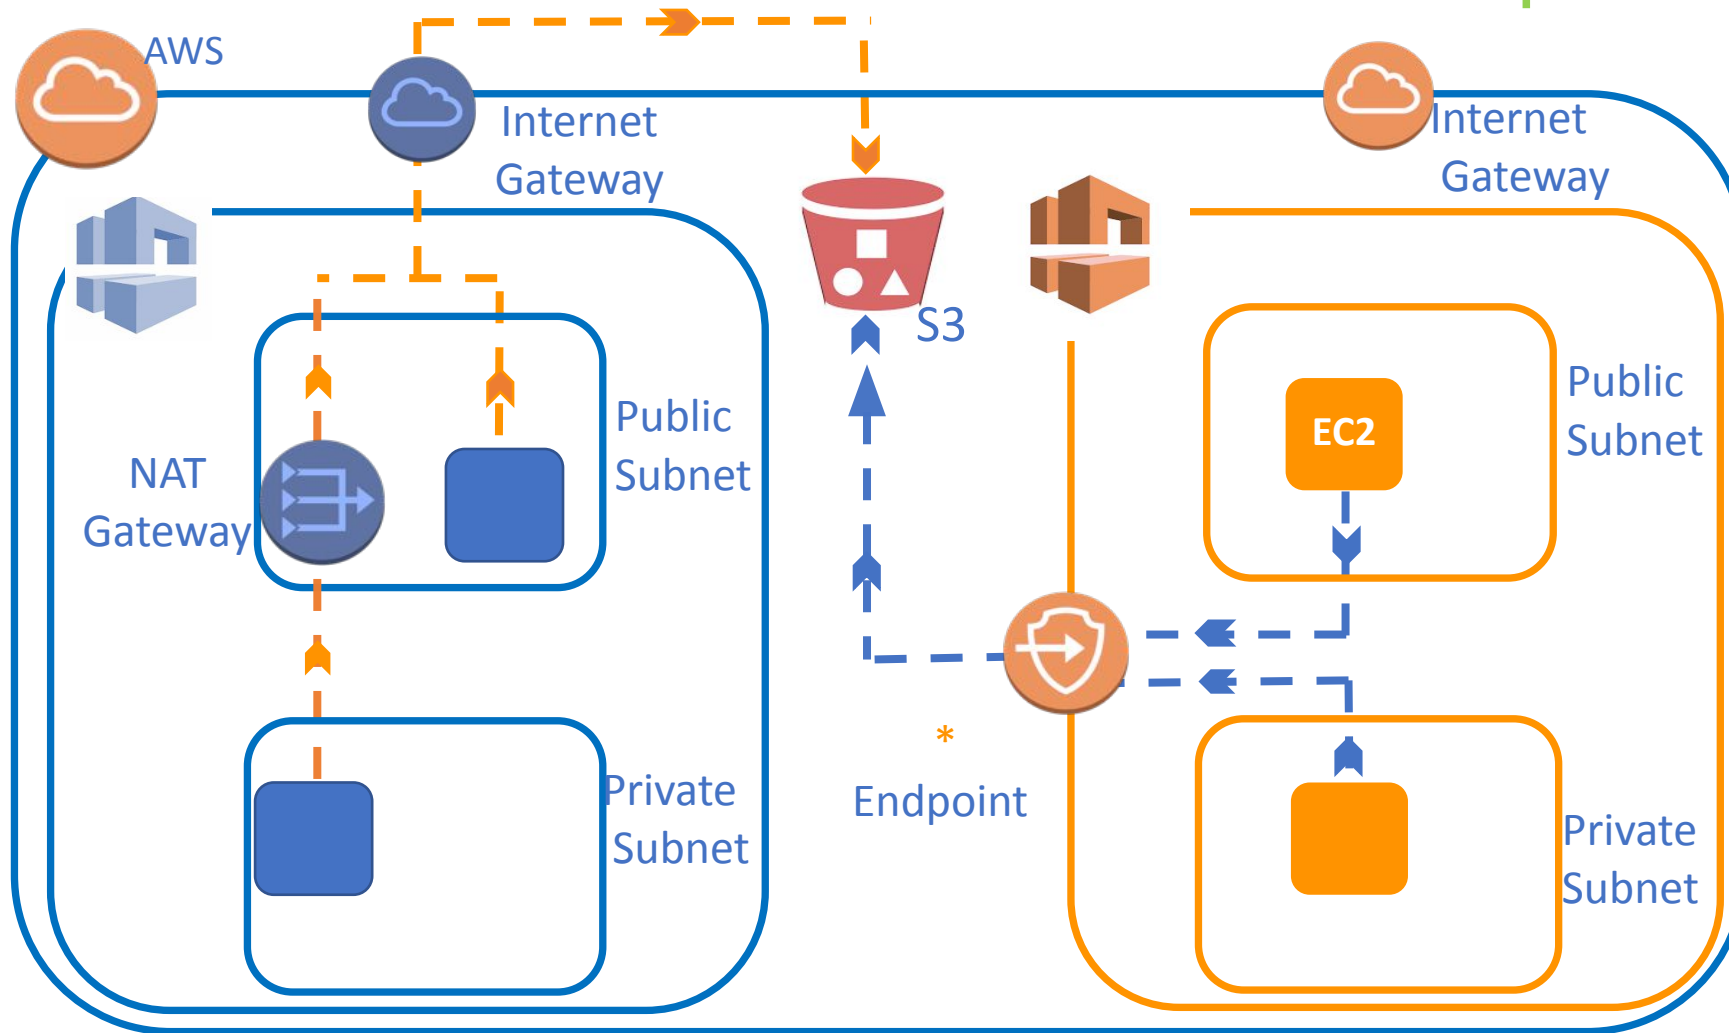 AWS
Internet
Gateway
Internet
Gateway
S3
Public
Subnet
NAT
Gateway
Public
Subnet
EC2
*
Endpoint
Private
Subnet
Private
Subnet